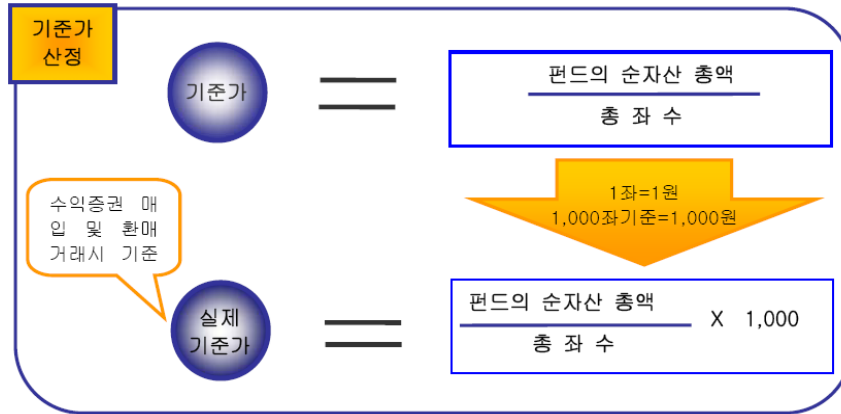 기준가
산정
기준가
펀드의 순자산 총액
총 좌 수
1좌=1원
1,000좌기준=1,000원
수익증권 매
입 및 환매
거래시 기준
실제
기준가
펀드의 순자산 총액
총 좌 수
X 1,000